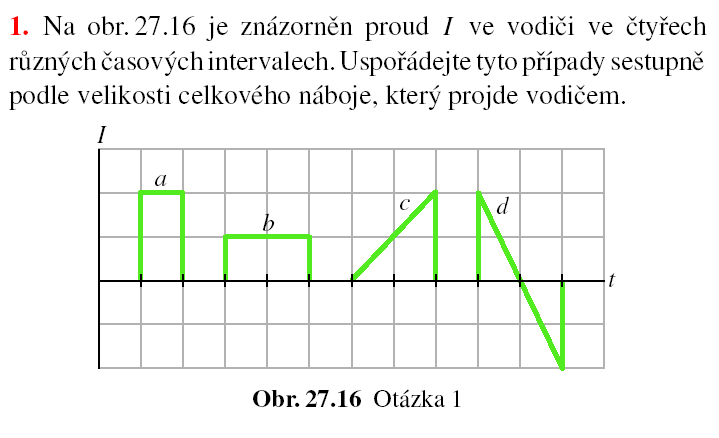 1. Na obr. 27.16 je znázorněn proud I ve vodiči ve čtyřech
různých časových intervalech. Uspořádejte tyto případy sestupně
podle velikosti celkového náboje, který projde vodičem.
I
a
b
c
d
t
Obr. 27.16 Otázka 1